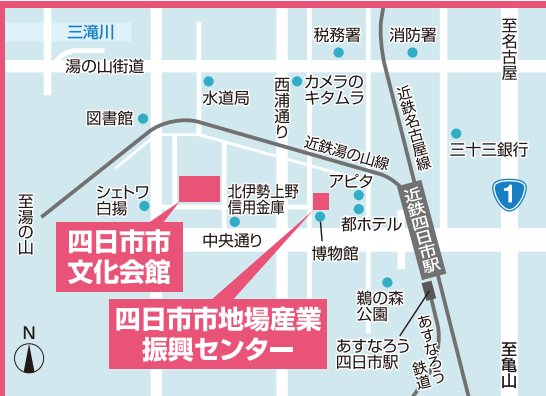 三滝川
税務署
消防署
至名古屋
湯の山街道
水道局
西浦通り
カメラの
キタムラ
近鉄名古屋線
図書館
近鉄湯の山線
三十三銀行
至湯の山
シェトワ
白揚
北伊勢上野
信用金庫
アピタ
都ホテル
近鉄四日市駅
1
四日市市
文化会館
中央通り
博物館
四日市市地場産業
振興センター
鵜の森
公園
あすなろう
四日市駅
あすなろう
鉄道
至亀山
N